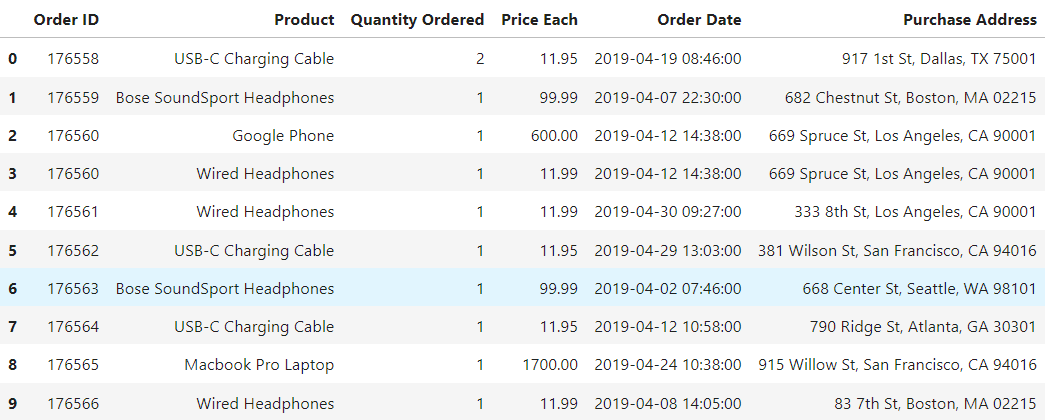 Order ID Product Quantity Ordered Price Each Order Date Purchase Address
0 176558 USB-C Charging Cable 2 11.95 2019-04-19 08:46:00 917 1st St, Dallas, TX 75001
1 176559 Bose SoundSport Headphones 1 99.99 2019-04-07 22:30:00 682 Chestnut St, Boston, MA 02215
2 176560 Google Phone 1 600.00 2019-04-12 14:38:00 669 Spruce St, Los Angeles, CA 90001
3 176560 Wired Headphones 1 11.99 2019-04-12 14:38:00 669 Spruce St, Los Angeles, CA 90001
4 176561 Wired Headphones 1 11.99 2019-04-30 09:27:00 333 8th St, Los Angeles, CA 90001
5 176562 USB-C Charging Cable 1 11.95 2019-04-29 13:03:00 381 Wilson St, San Francisco, CA 94016
6 176563 Bose SoundSport Headphones 1 99.99 2019-04-02 07:46:00 668 Center St, Seattle, WA 98101
7 176564 USB-C Charging Cable 1 11.95 2019-04-12 10:58:00 790 Ridge St, Atlanta, GA 30301
8 176565 Macbook Pro Laptop 1 1700.00 2019-04-24 10:38:00 915 Willow St, San Francisco, CA 94016
9 176566 Wired Headphones 1 11.99 2019-04-08 14:05:00 83 7th St, Boston, MA 02215